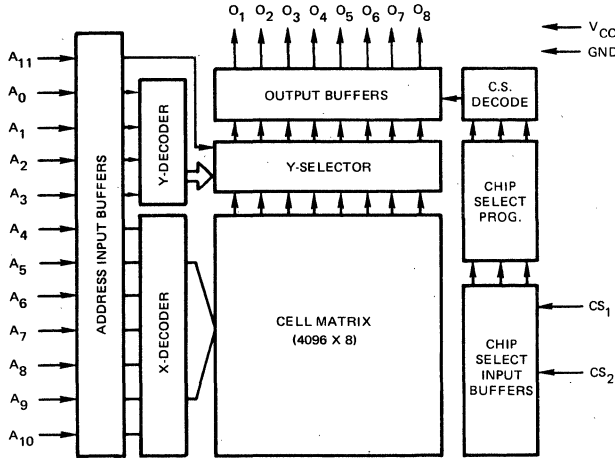 O1 O2 O3 O4 O5 O6 O7 O8
VCC
GND
A11
A0
A1
A2
A3
A4
A5
A6
A7
A8
A9
A10
ADDRESS INPUT BUFFERS
Y-DECODER
X-DECODER
OUTPUT BUFFERS
Y-SELECTOR
CELL MATRIX
(4096 X 8)
C.S.
DECODE
CHIP
SELECT
PROG.
CHIP
SELECT
INPUT
BUFFERS
CS1
CS2